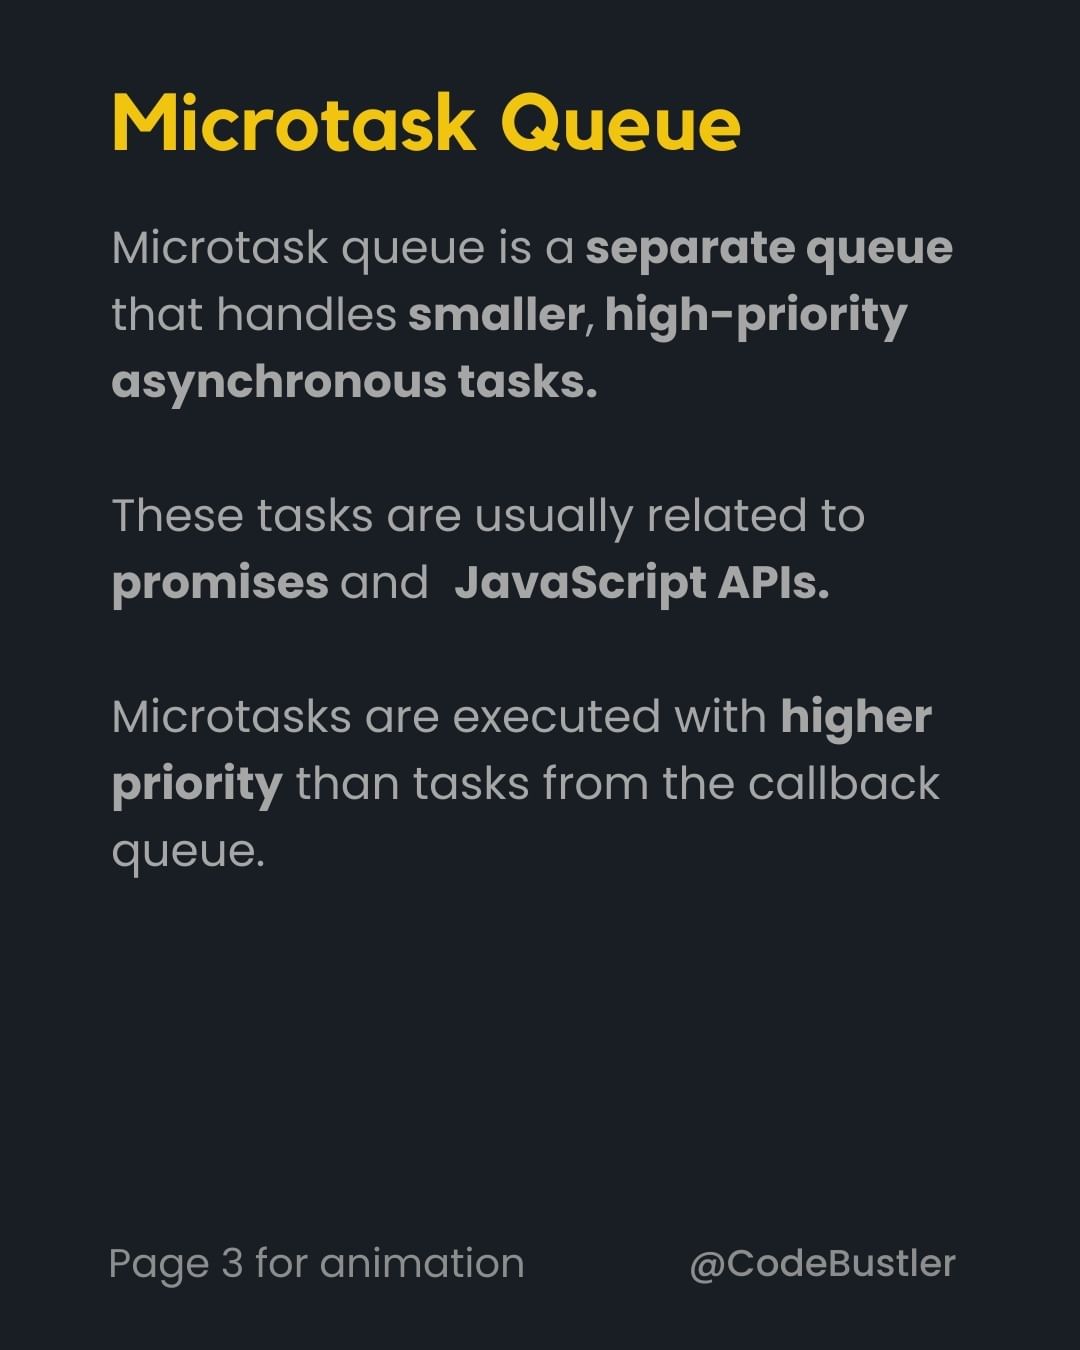 Microtask Queue
Microtask queue is a separate queue
that handles smaller, high-priority
asynchronous tasks.
These tasks are usually related to
promises and  JavaScript APIs.
Microtasks are executed with higher
priority than tasks from the callback
queue.
Page 3 for animation
@CodeBustler